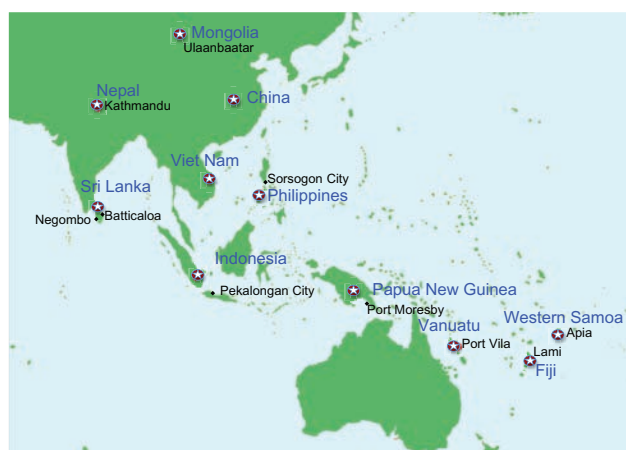 Mongolia
Ulaanbaatar
Nepal
Kathmandu
China
Viet Nam
Sorsogon City
Philippines
Sri Lanka
Batticaloa
Negombo
Indonesia
Pekalongan City
Papua New Guinea
Port Moresby
Vanuatu
Port Vila
Western Samoa
Apia
Lami
Fiji